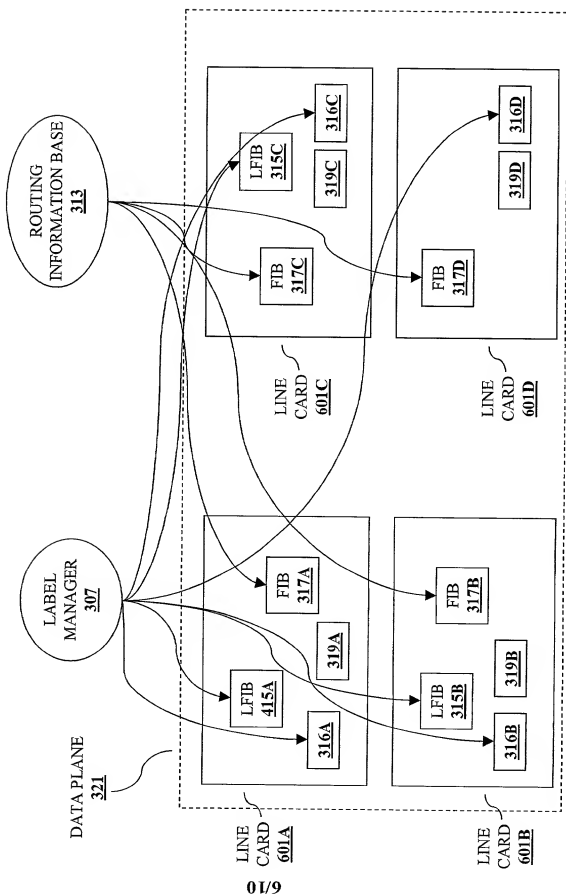 ROUTING
INFORMATION BASE
313
LABEL
MANAGER
307
DATA PLANE
321
LFIB
415A
316A
319A
FIB
317A
LINE
CARD
601A
LFIB
315B
316B
319B
FIB
317B
LINE
CARD
601B
FIB
317C
LFIB
315C
319C
316C
LINE
CARD
601C
FIB
317D
319D
316D
LINE
CARD
601D
6/10